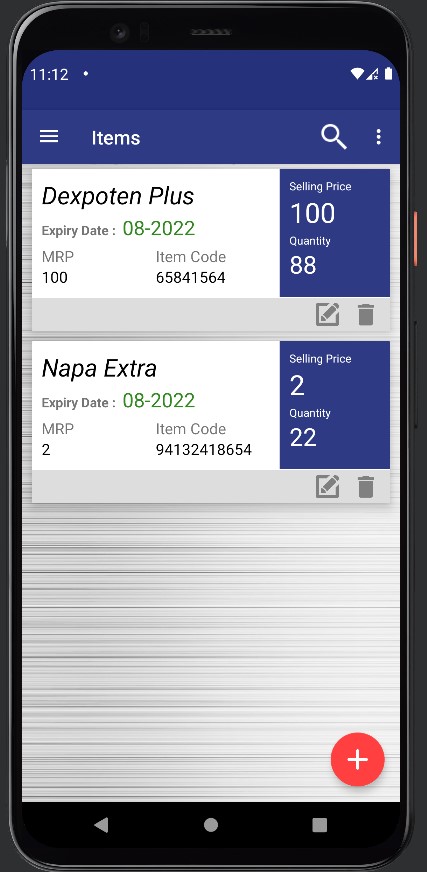 11:12
Items
Dexpoten Plus
Expiry Date : 08-2022
MRP
100
Item Code
65841564
Selling Price
100
Quantity
88
Napa Extra
Expiry Date : 08-2022
MRP
2
Item Code
94132418654
Selling Price
2
Quantity
22